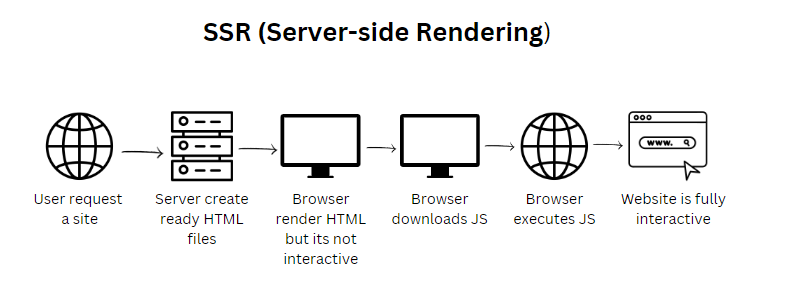 SSR (Server-side Rendering)
User request
a site
Server create
ready HTML
files
Browser
render HTML
but its not
interactive
Browser
downloads JS
Browser
executes JS
www.
Website is fully
interactive